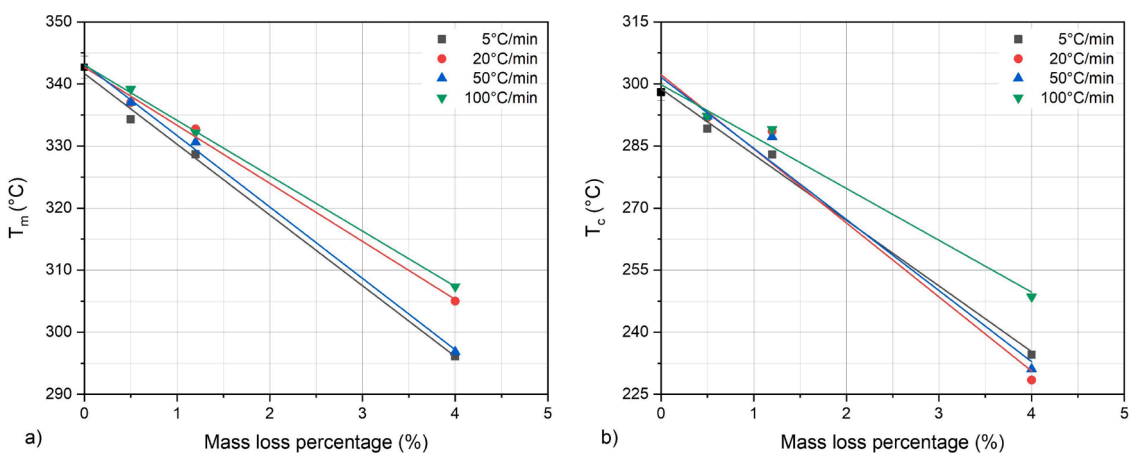 350
340
330
320
310
300
290
Tm (°C)
0 1 2 3 4 5
Mass loss percentage (%)
5°C/min
20°C/min
50°C/min
100°C/min
a)
315
300
285
270
255
240
225
Tc (°C)
0 1 2 3 4 5
Mass loss percentage (%)
5°C/min
20°C/min
50°C/min
100°C/min
b)